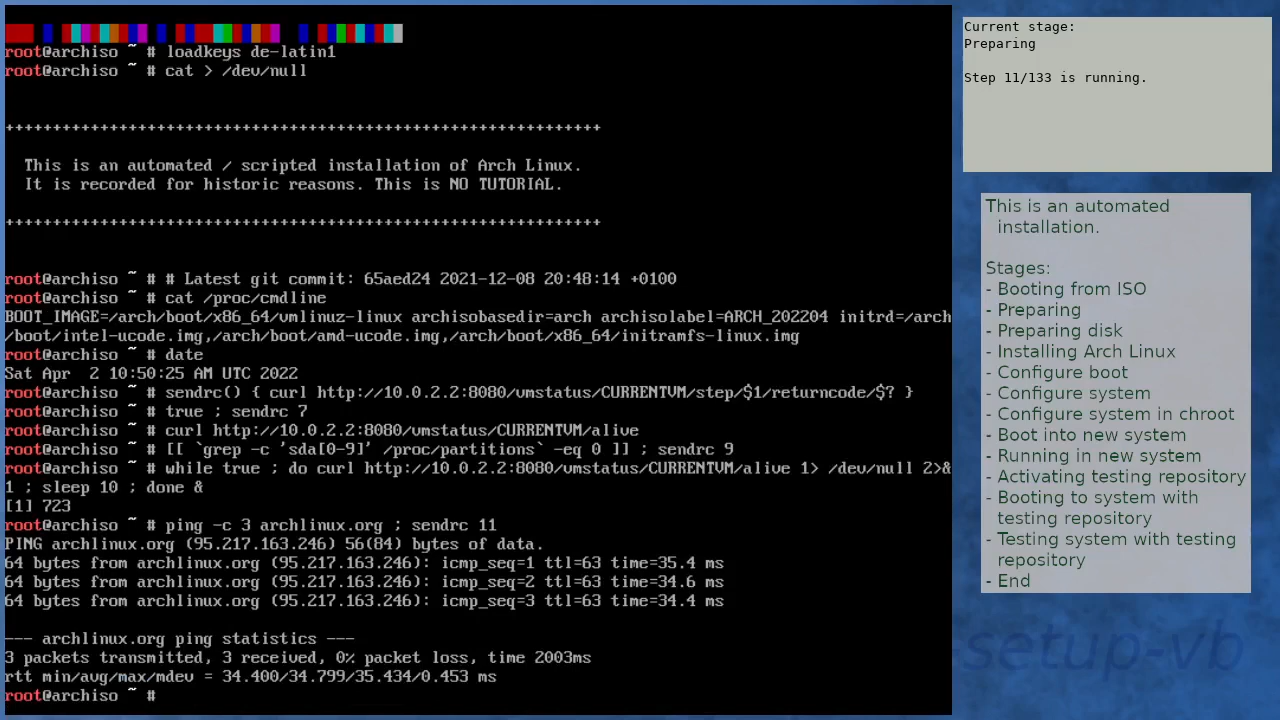 root@archiso ~ # loadkeys de-latin1
root@archiso ~ # cat > /dev/null
+++++++++++++++++++++++++++++++++++++++++++++++++++++++++++++++
This is an automated / scripted installation of Arch Linux.
It is recorded for historic reasons. This is NO TUTORIAL.
+++++++++++++++++++++++++++++++++++++++++++++++++++++++++++++++
root@archiso ~ # # Latest git commit: 65aed24 2021-12-08 20:48:14 +0100
root@archiso ~ # cat /proc/cmdline
BOOT_IMAGE=/arch/boot/x86_64/vmlinuz-linux archisobasedir=arch archisolabel=ARCH_202204 initrd=/arch
/boot/intel-ucode.img,/arch/boot/amd-ucode.img,/arch/boot/x86_64/initramfs-linux.img
root@archiso ~ # date
Sat Apr  2 10:50:25 AM UTC 2022
root@archiso ~ # sendrc() { curl http://10.0.2.2:8080/vmstatus/CURRENTVM/step/$1/returncode/$? }
root@archiso ~ # true ; sendrc 7
root@archiso ~ # curl http://10.0.2.2:8080/vmstatus/CURRENTVM/alive
root@archiso ~ # [[ `grep -c 'sda[0-9]' /proc/partitions` -eq 0 ]] ; sendrc 9
root@archiso ~ # while true ; do curl http://10.0.2.2:8080/vmstatus/CURRENTVM/alive 1> /dev/null 2>&
1 ; sleep 10 ; done &
[1] 723
root@archiso ~ # ping -c 3 archlinux.org ; sendrc 11
PING archlinux.org (95.217.163.246) 56(84) bytes of data.
64 bytes from archlinux.org (95.217.163.246): icmp_seq=1 ttl=63 time=35.4 ms
64 bytes from archlinux.org (95.217.163.246): icmp_seq=2 ttl=63 time=34.6 ms
64 bytes from archlinux.org (95.217.163.246): icmp_seq=3 ttl=63 time=34.4 ms
--- archlinux.org ping statistics ---
3 packets transmitted, 3 received, 0% packet loss, time 2003ms
rtt min/avg/max/mdev = 34.400/34.799/35.434/0.453 ms
root@archiso ~ #
Current stage:
Preparing
Step 11/133 is running.
This is an automated
installation.
Stages:
- Booting from ISO
- Preparing
- Preparing disk
- Installing Arch Linux
- Configure boot
- Configure system
- Configure system in chroot
- Boot into new system
- Running in new system
- Activating testing repository
- Booting to system with
testing repository
- Testing system with testing
repository
- End
setup-vb